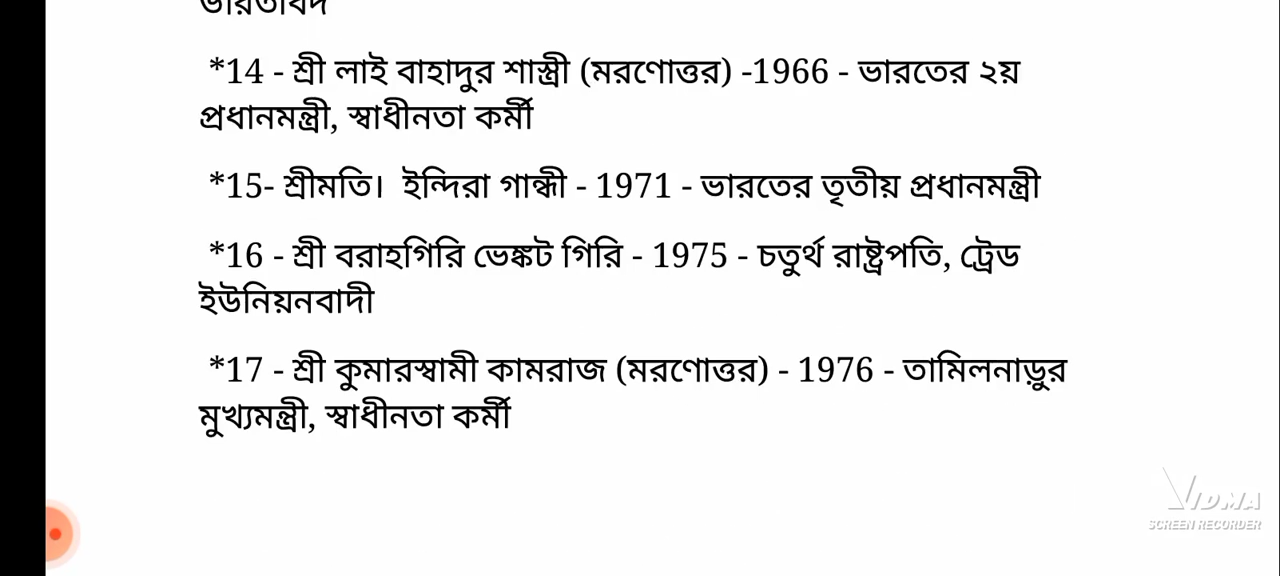 *14 - শ্রী লাই বাহাদুর শাস্ত্রী (মরণোত্তর) -1966 - ভারতের ২য়
প্রধানমন্ত্রী, স্বাধীনতা কর্মী
*15- শ্রীমতি। ইন্দিরা গান্ধী - 1971 - ভারতের তৃতীয় প্রধানমন্ত্রী
*16 - শ্রী বরাহগিরি ভেঙ্কট গিরি - 1975 - চতুর্থ রাষ্ট্রপতি, ট্রেড
ইউনিয়নবাদী
*17 - শ্রী কুমারস্বামী কামরাজ (মরণোত্তর) - 1976 - তামিলনাড়ুর
মুখ্যমন্ত্রী, স্বাধীনতা কর্মী
VIDMA
SCREEN RECORDER